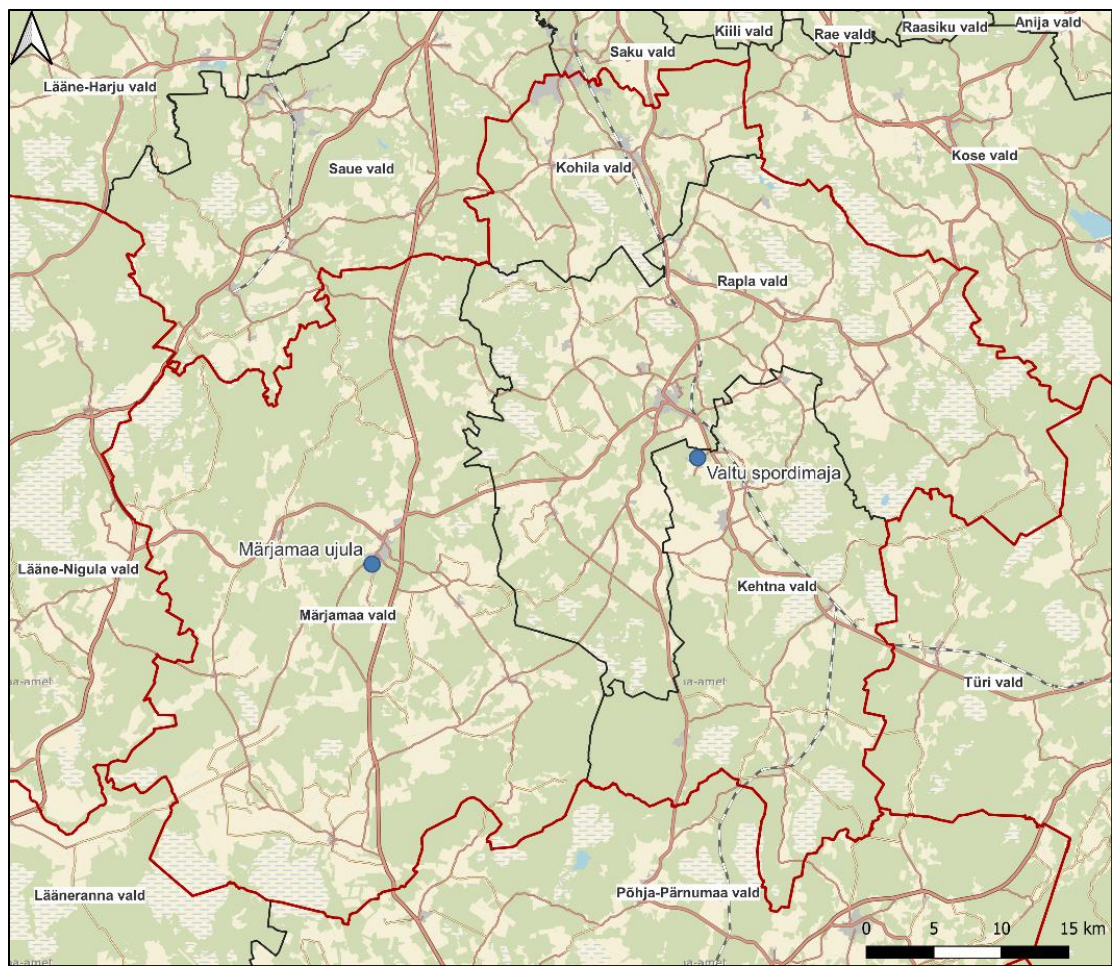 Kiili vald
Rae vald
Raasiku vald
Anija vald
Saku vald
Lääne-Harju vald
Saue vald
Kohila vald
Kose vald
Rapla vald
Valtu spordimaja
Märjamaa ujula
Lääne-Nigula vald
Kehtna vald
Märjamaa vald
Türi vald
Lääneranna vald
Põhja-Pärnumaa vald
0 5 10 15 km